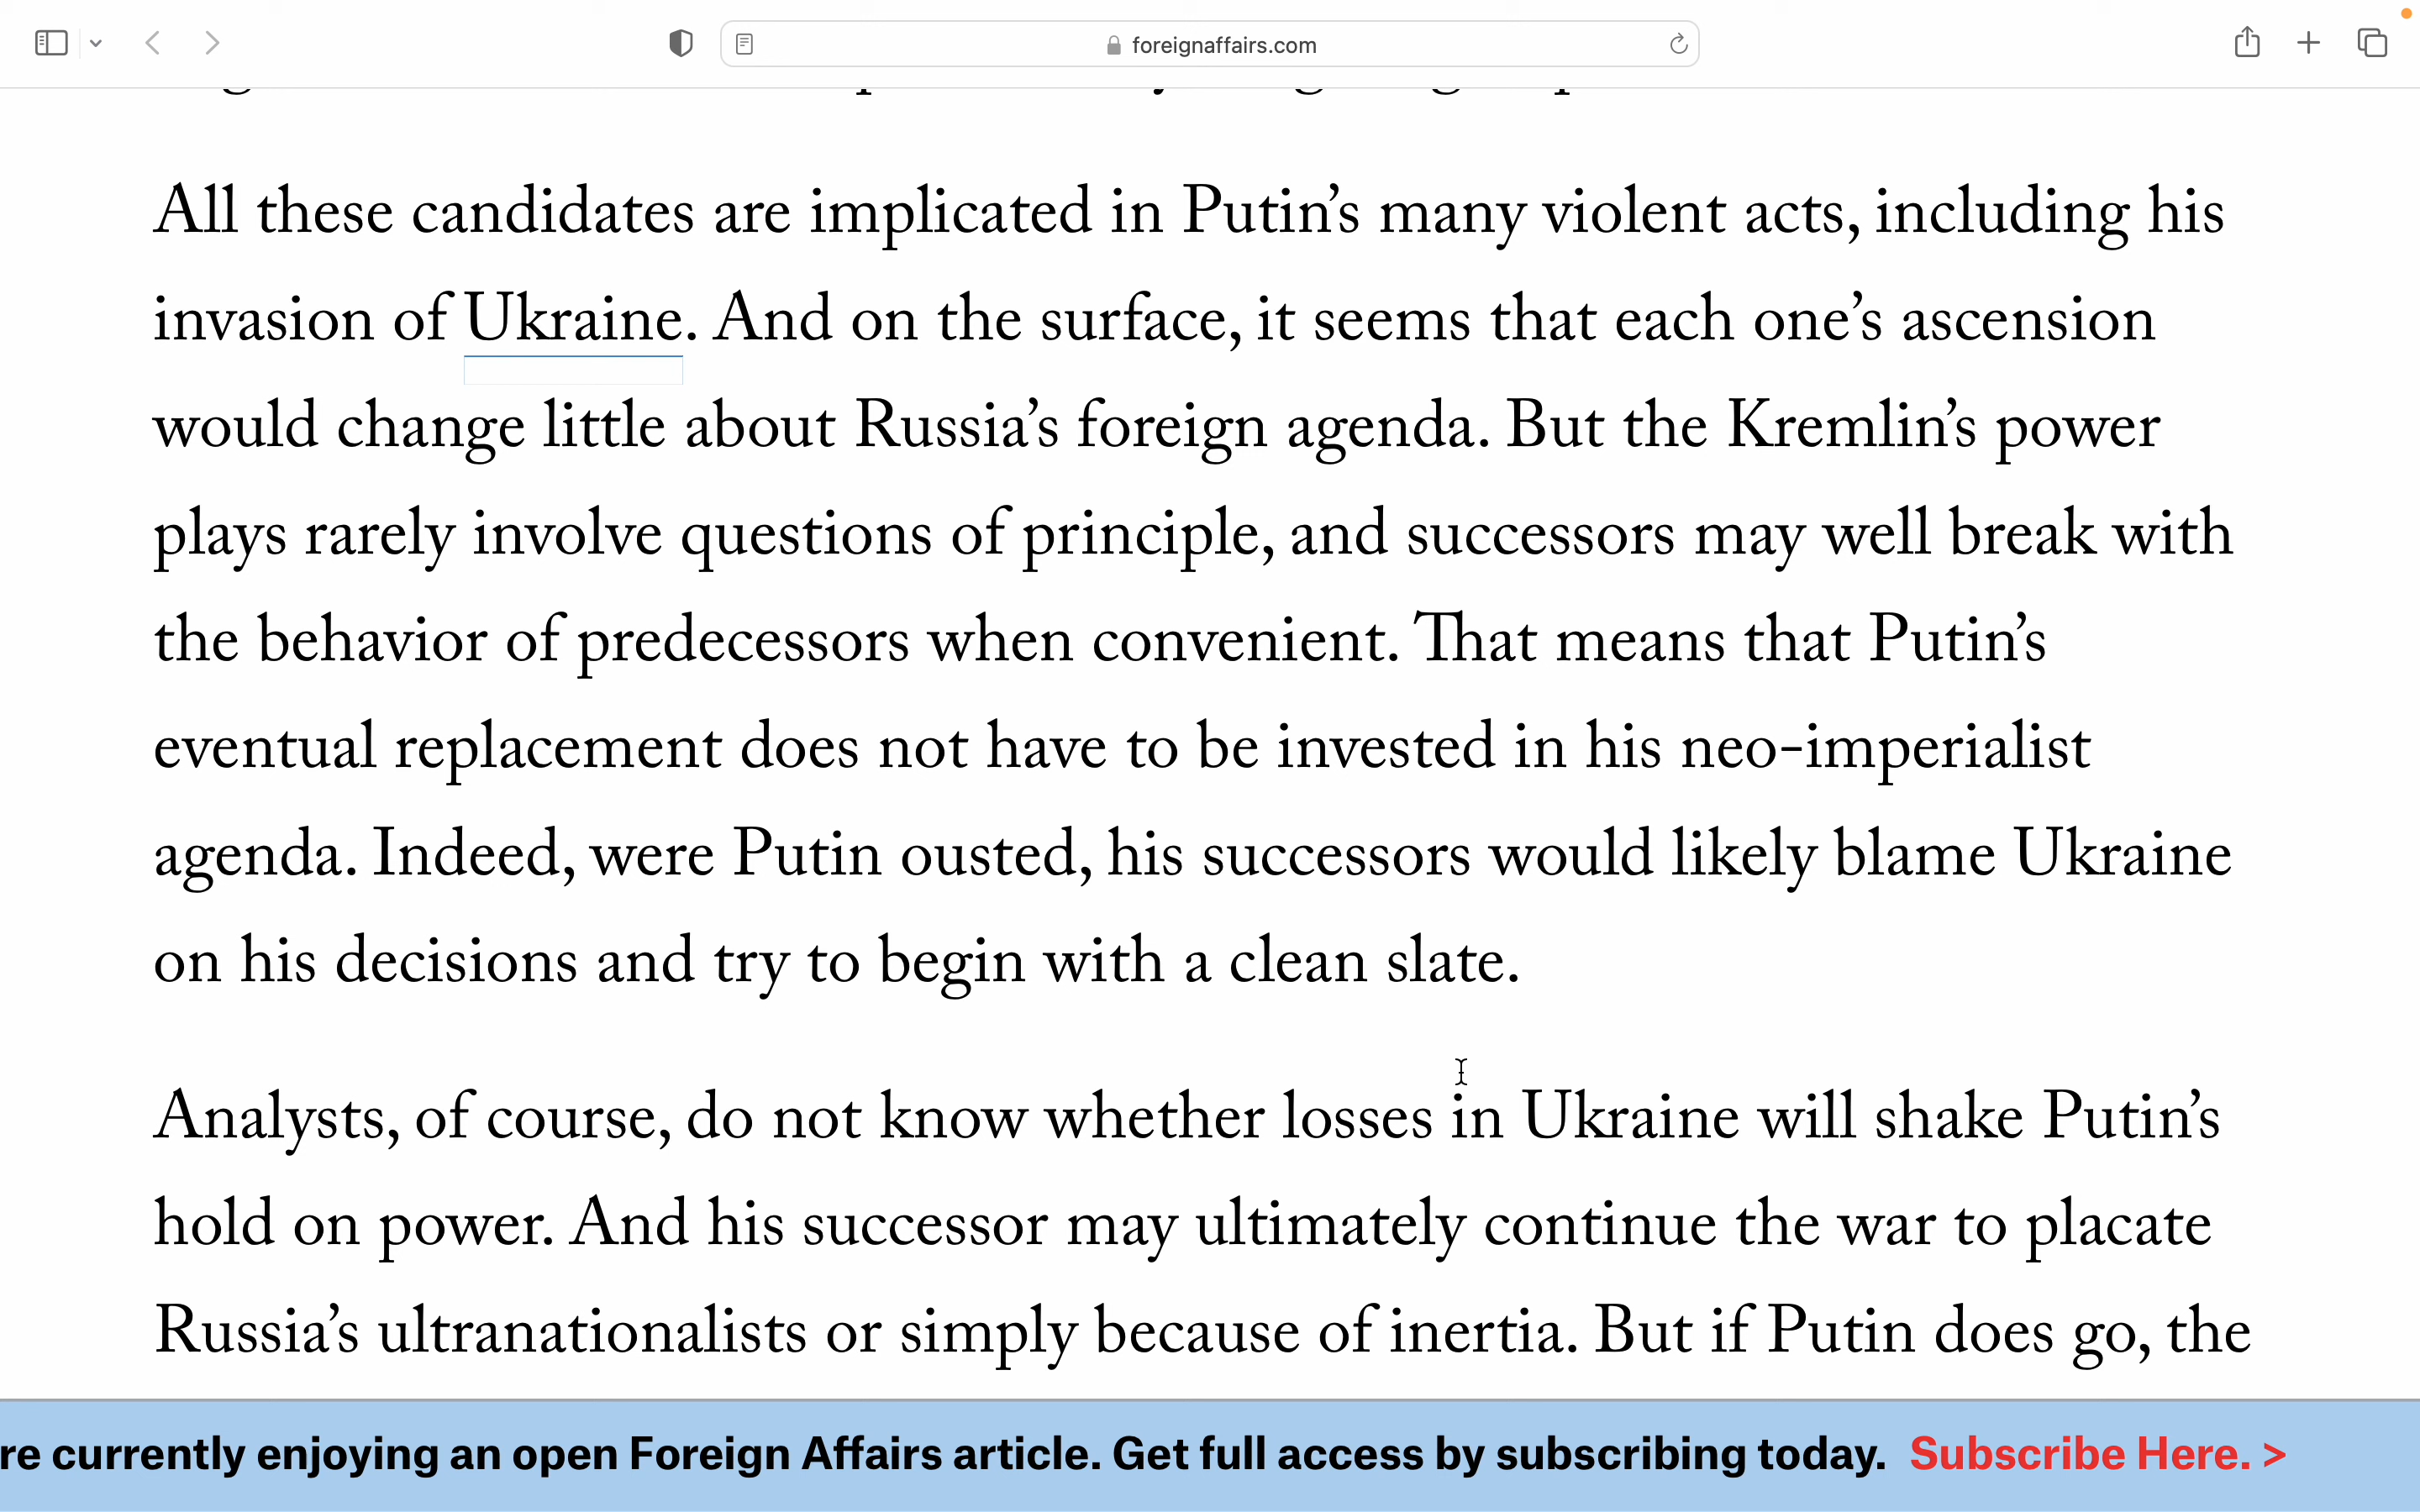 foreignaffairs.com
All these candidates are implicated in Putin’s many violent acts, including his
invasion of Ukraine. And on the surface, it seems that each one’s ascension
would change little about Russia’s foreign agenda. But the Kremlin’s power
plays rarely involve questions of principle, and successors may well break with
the behavior of predecessors when convenient. That means that Putin’s
eventual replacement does not have to be invested in his neo-imperialist
agenda. Indeed, were Putin ousted, his successors would likely blame Ukraine
on his decisions and try to begin with a clean slate.
Analysts, of course, do not know whether losses in Ukraine will shake Putin’s
hold on power. And his successor may ultimately continue the war to placate
Russia’s ultranationalists or simply because of inertia. But if Putin does go, the
re currently enjoying an open Foreign Affairs article. Get full access by subscribing today. Subscribe Here. >